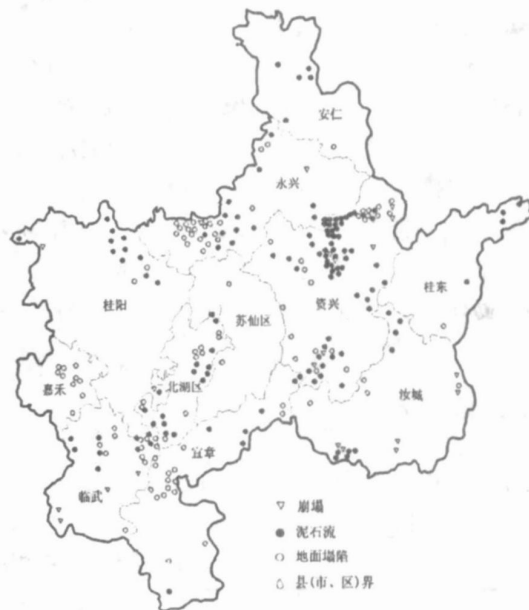 安仁
永兴
桂阳
苏仙区
资兴
桂东
嘉禾
北湖区
汝城
宜章
临武
崩塌
泥石流
地面塌陷
县(市、区)界